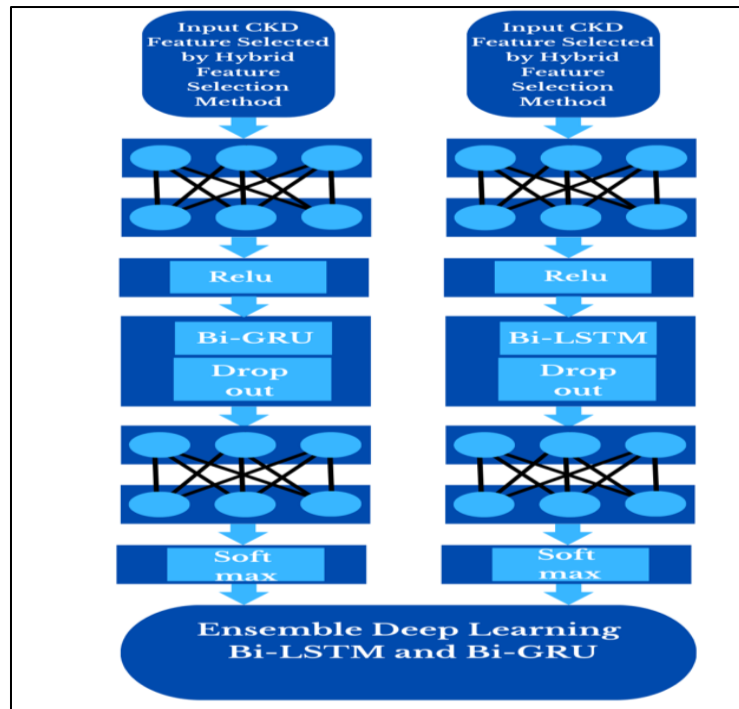 Input CKD
Feature Selected
by Hybrid
Feature
Selection
Method
Relu
Bi-GRU
Drop
out
Soft
max
Input CKD
Feature Selected
by Hybrid
Feature
Selection
Method
Relu
Bi-LSTM
Drop
out
Soft
max
Ensemble Deep Learning
Bi-LSTM and Bi-GRU